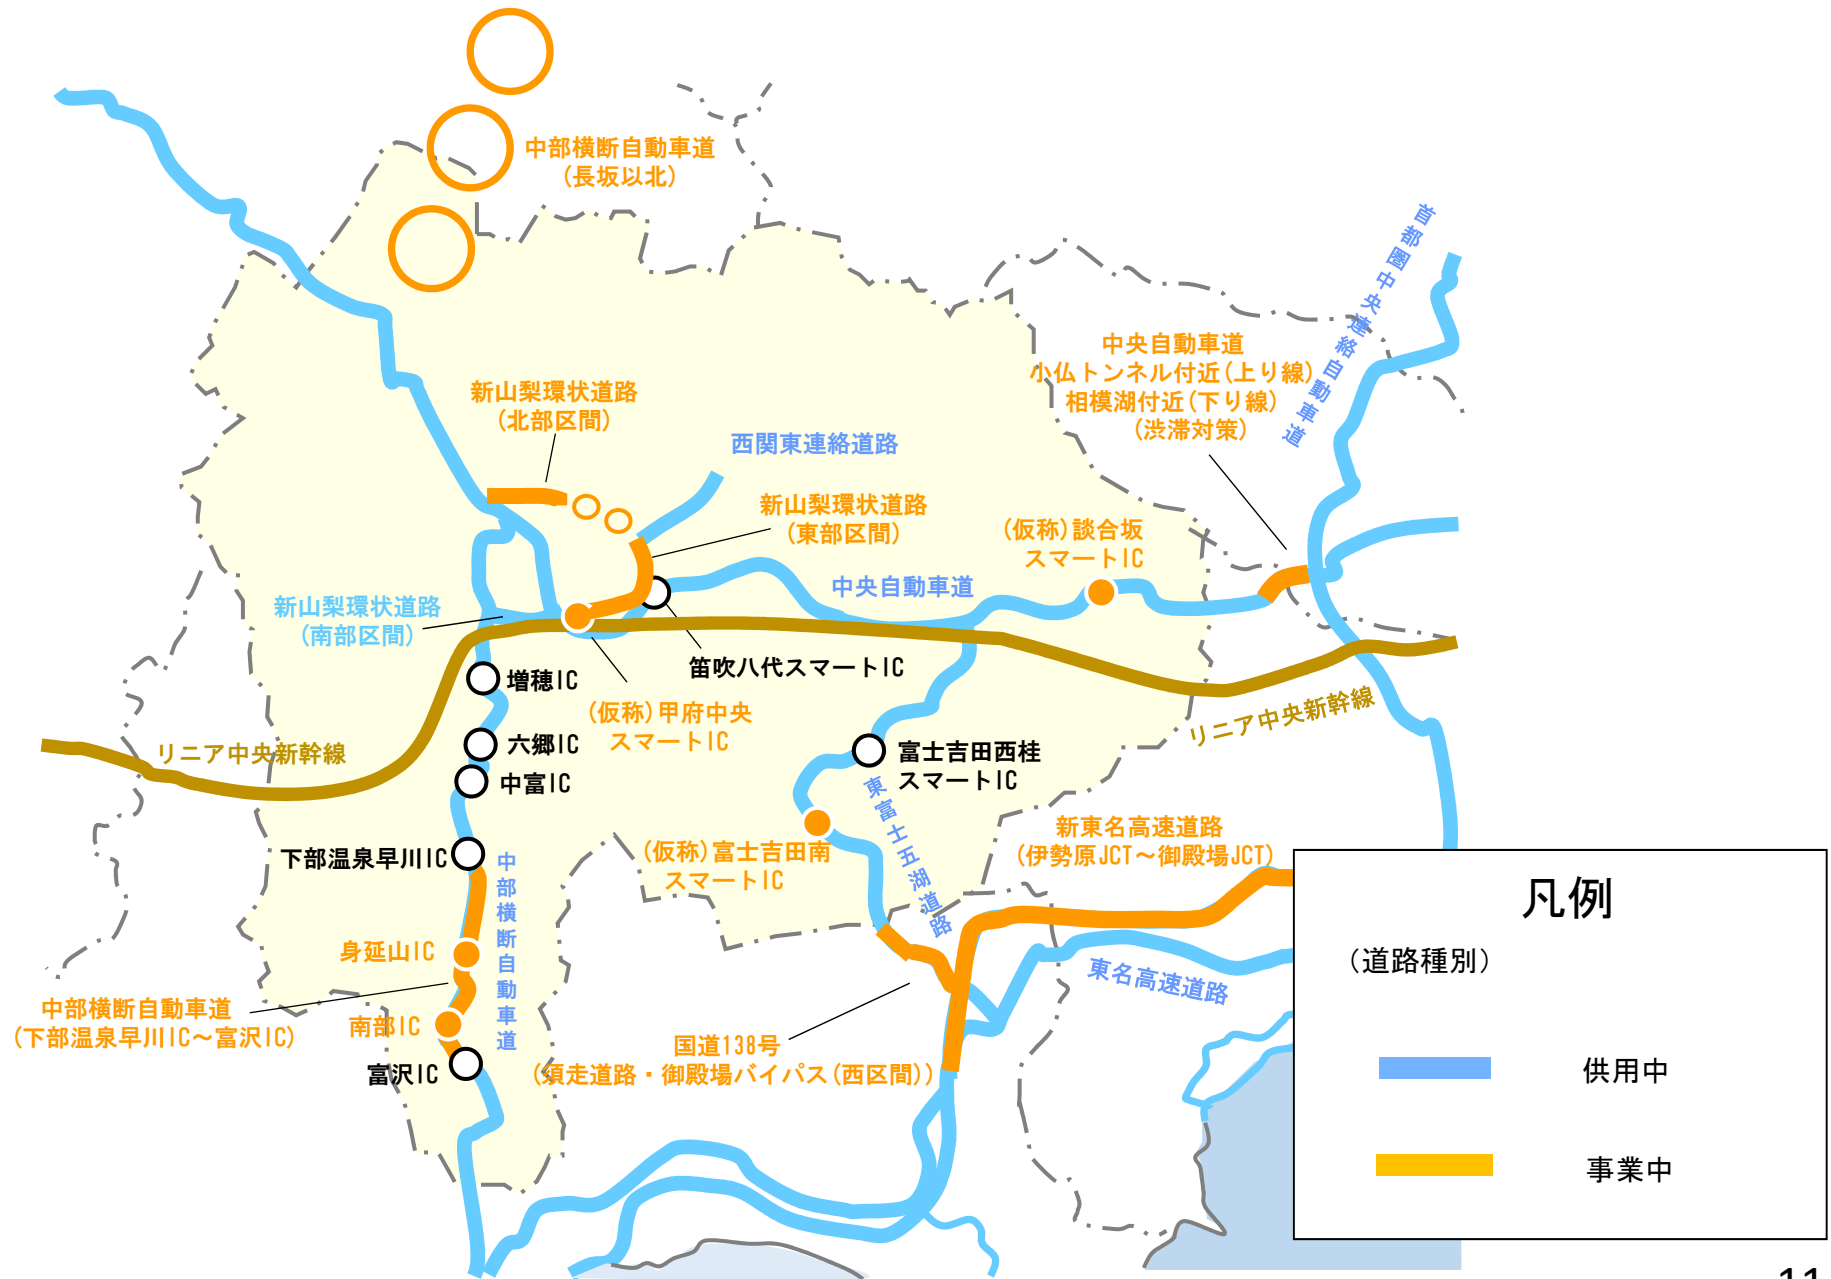 中部横断自動車道
(長坂以北)
首都圏中央連絡自動車道
中央自動車道
小仏トンネル付近(上り線)
相模湖付近(下り線)
(渋滞対策)
新山梨環状道路
(北部区間)
西関東連絡道路
新山梨環状道路
(東部区間)
(仮称)談合坂
スマートIC
中央自動車道
新山梨環状道路
(南部区間)
笛吹八代スマートIC
増穂IC
(仮称)甲府中央
スマートIC
リニア中央新幹線
リニア中央新幹線
六郷IC
中富IC
富士吉田西桂
スマートIC
東富士五湖道路
新東名高速道路
(伊勢原JCT～御殿場JCT)
(仮称)富士吉田南
スマートIC
下部温泉早川IC
中部横断自動車道
身延山IC
東名高速道路
中部横断自動車道
(下部温泉早川IC～富沢IC)
南部IC
富沢IC
国道138号
(須走道路・御殿場バイパス(西区間))
凡例
（道路種別）
供用中
事業中
11